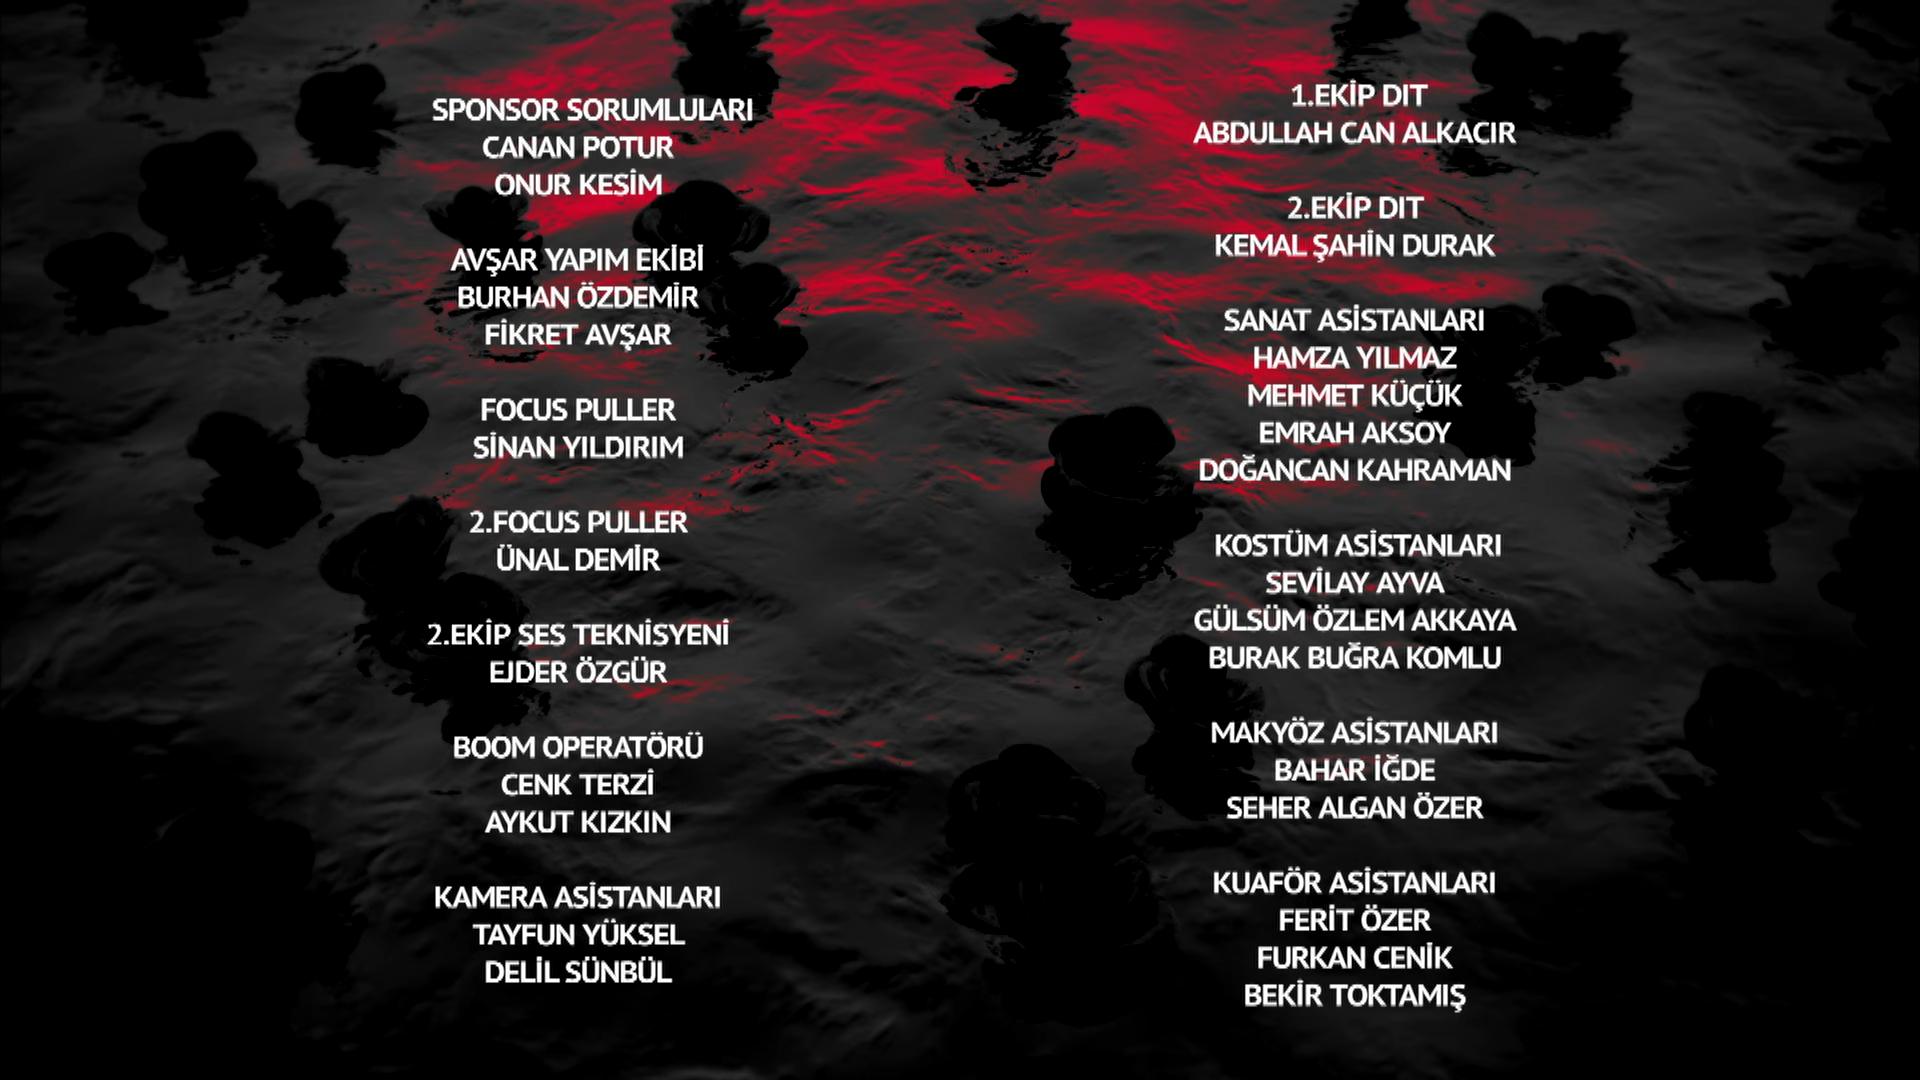 SPONSOR SORUMLULARI
CANAN POTUR
ONUR KESİM
AVŞAR YAPIM EKİBİ
BURHAN ÖZDEMİR
FİKRET AVŞAR
FOCUS PULLER
SİNAN YILDIRIM
2.FOCUS PULLER
ÜNAL DEMİR
2.EKİP SES TEKNİSYENİ
EJDER ÖZGÜR
BOOM OPERATÖRÜ
CENK TERZİ
AYKUT KIZKIN
KAMERA ASİSTANLARI
TAYFUN YÜKSEL
DELİL SÜNBÜL
1.EKİP DIT
ABDULLAH CAN ALKACIR
2.EKİP DIT
KEMAL ŞAHİN DURAK
SANAT ASİSTANLARI
HAMZA YILMAZ
MEHMET KÜÇÜK
EMRAH AKSOY
DOĞANCAN KAHRAMAN
KOSTÜM ASİSTANLARI
SEVİLAY AYVA
GÜLSÜM ÖZLEM AKKAYA
BURAK BUĞRA KOMLU
MAKYÖZ ASİSTANLARI
BAHAR İĞDE
SEHER ALGAN ÖZER
KUAFÖR ASİSTANLARI
FERİT ÖZER
FURKAN CENİK
BEKİR TOKTAMIŞ